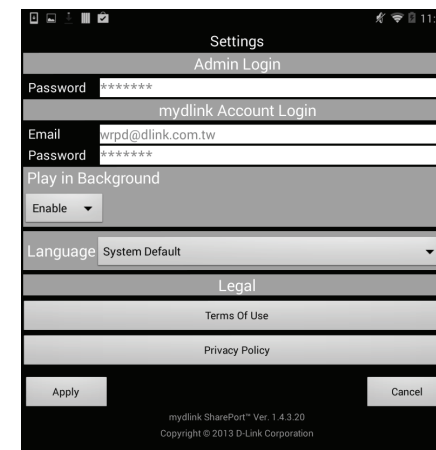 11:
Settings
Admin Login
Password *******
mydlink Account Login
Email wrpd@dlink.com.tw
Password *******
Play in Background
Enable
Language System Default
Legal
Terms Of Use
Privacy Policy
Apply Cancel
mydlink SharePort™ Ver. 1.4.3.20
Copyright © 2013 D-Link Corporation